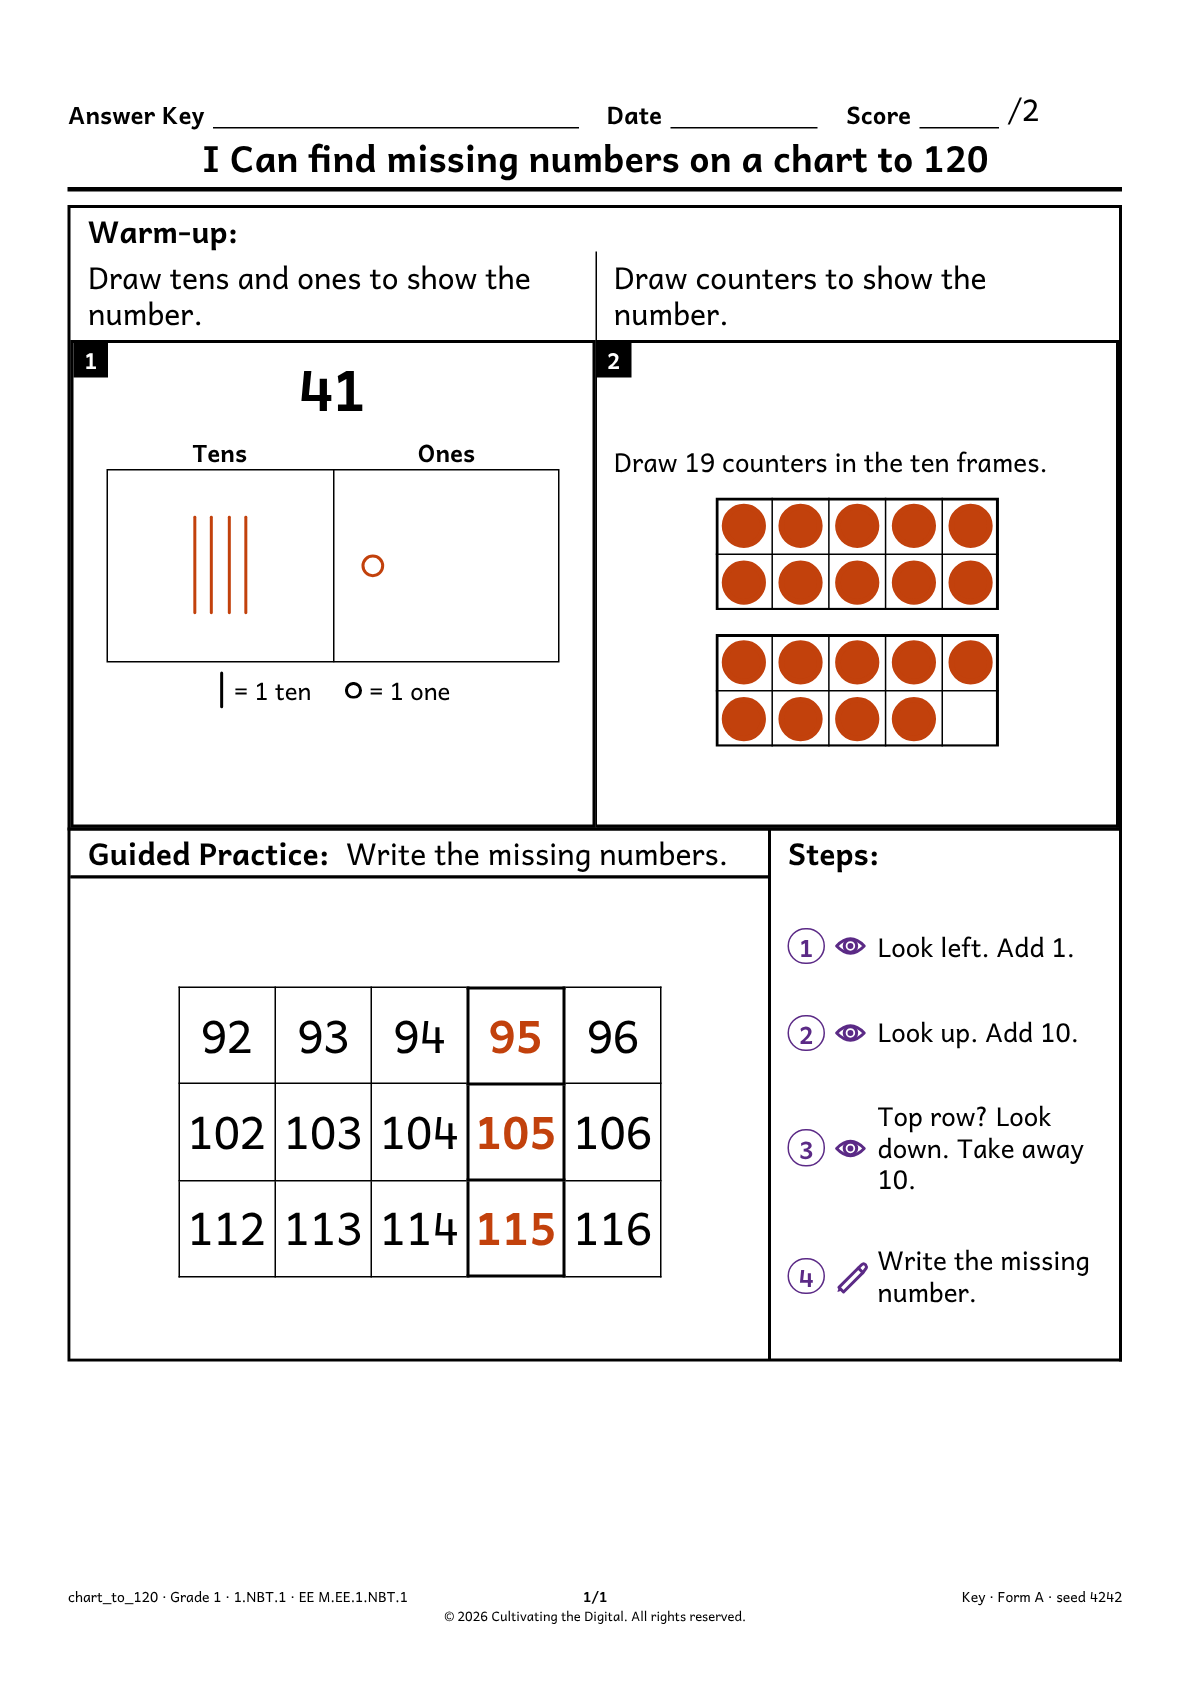 Answer Key Date Score /2
I Can find missing numbers on a chart to 120
Warm-up:
Draw tens and ones to show the
number.
Draw counters to show the
number.
1
41
Tens Ones
= 1 ten = 1 one
2
Draw 19 counters in the ten frames.
Guided Practice: Write the missing numbers.
92 93 94 95 96
102 103 104 105 106
112 113 114 115 116
Steps:
1 Look left. Add 1.
2 Look up. Add 10.
3 Top row? Look
down. Take away
10.
4 Write the missing
number.
chart_to_120 · Grade 1 · 1.NBT.1 · EE M.EE.1.NBT.1 1/1 Key · Form A · seed 4242
© 2026 Cultivating the Digital. All rights reserved.